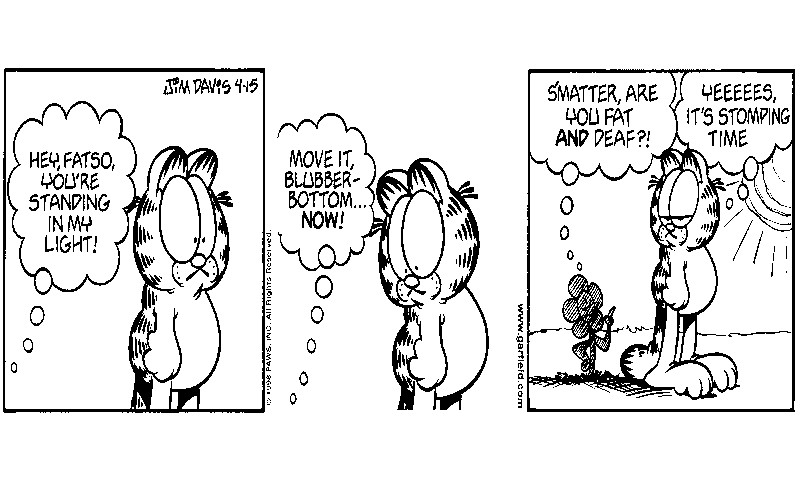 JIM DAVIS 4-15
HEY, FATSO,
YOU'RE
STANDING
IN MY
LIGHT!
© 1998 PAWS, INC. All Rights Reserved.
MOVE IT,
BLUBBER-
BOTTOM...
NOW!
www.garfield.com
S'MATTER, ARE
YOU FAT
AND DEAF?!
YEEEEES,
IT'S STOMPING
TIME